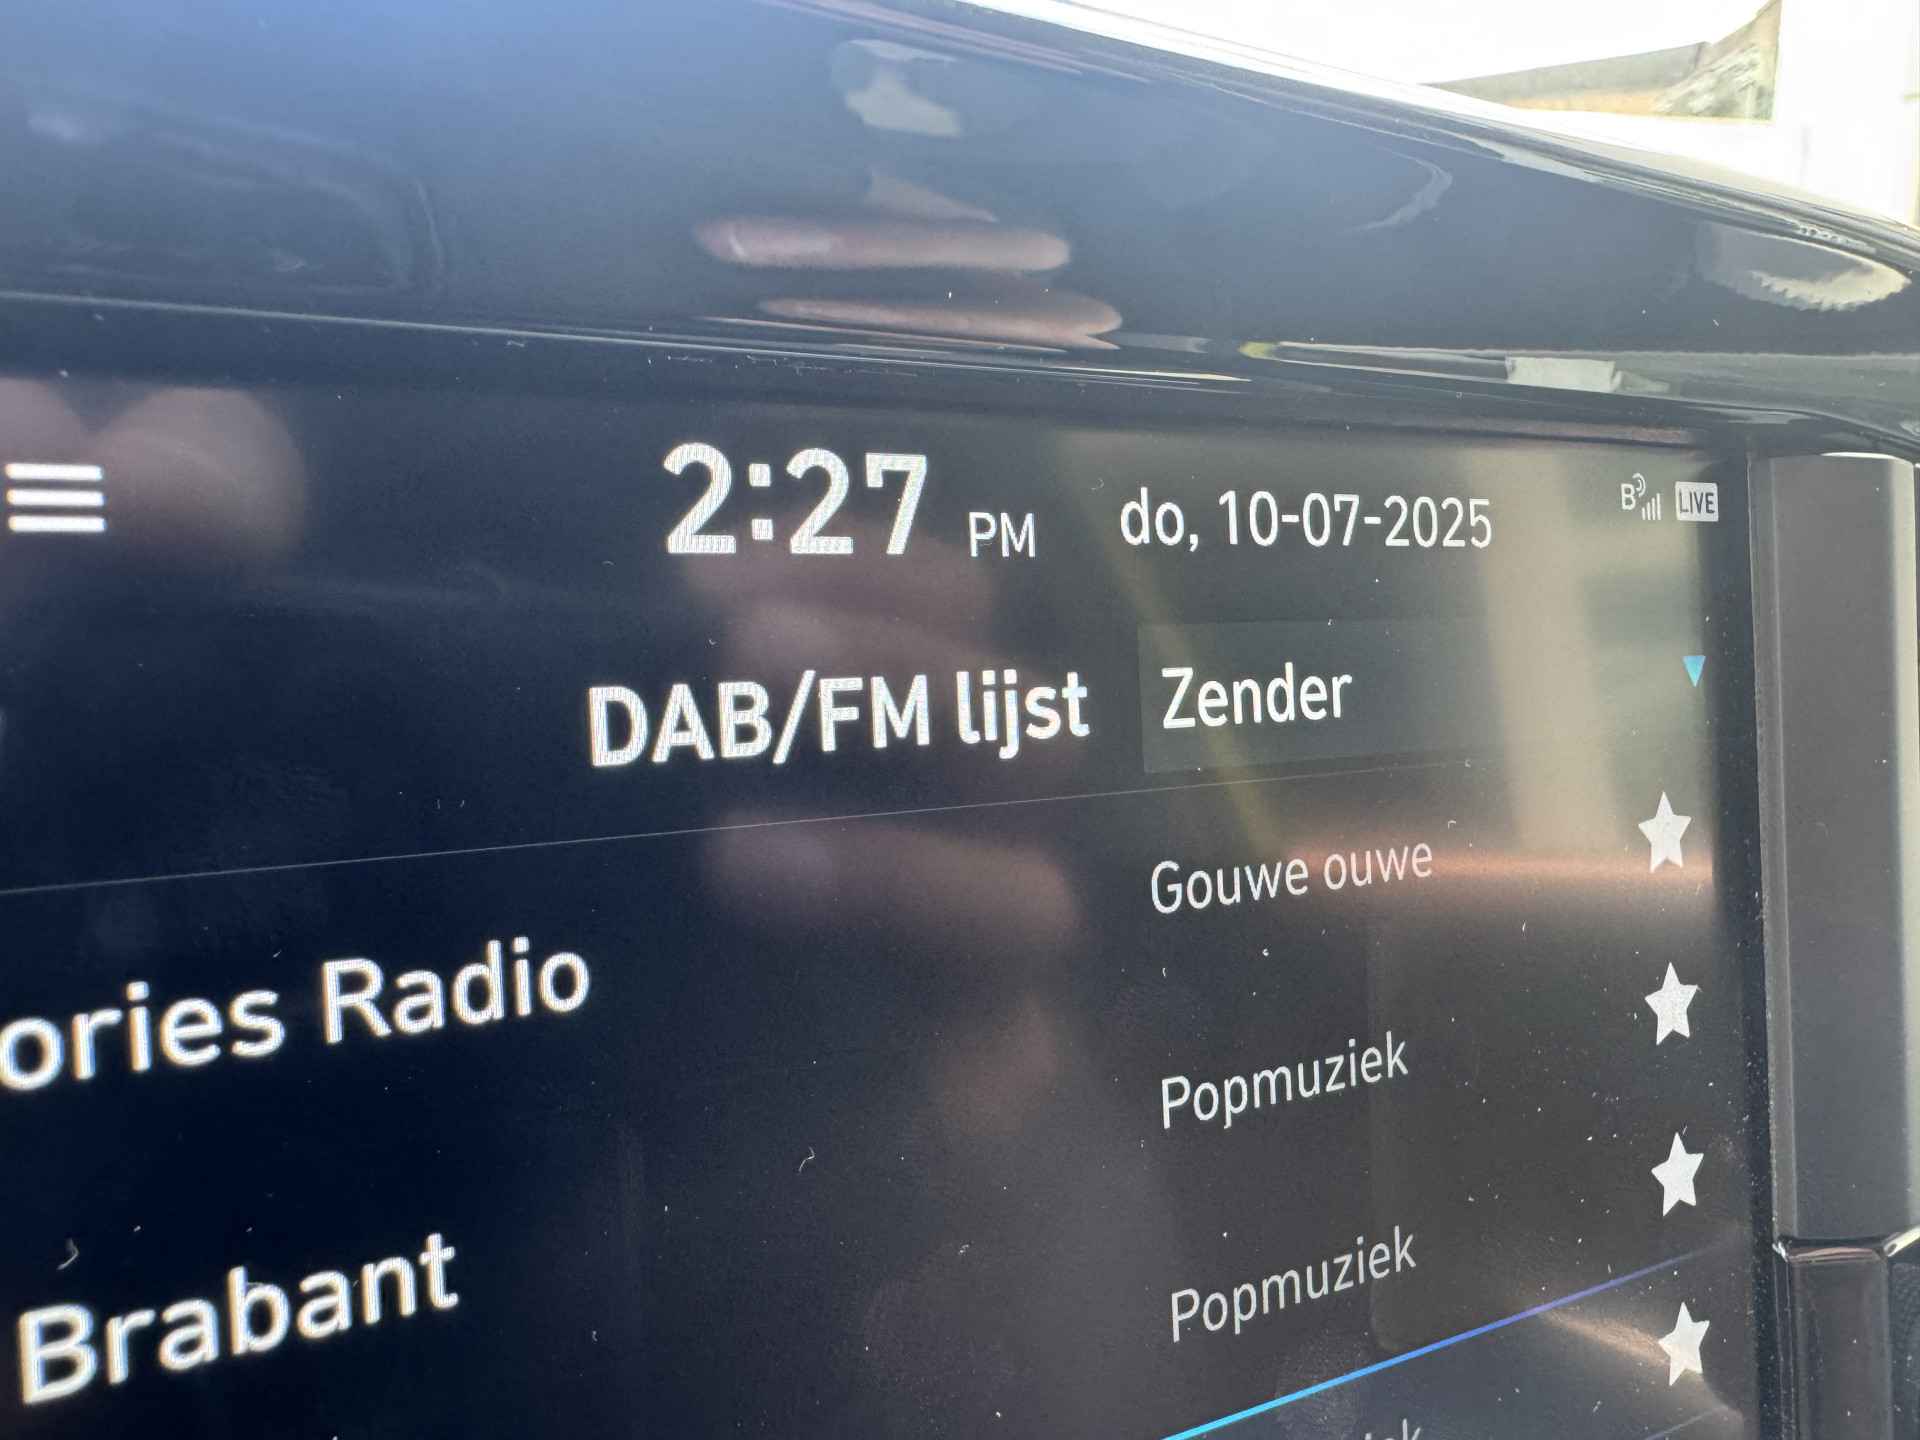 2:27 PM do, 10-07-2025 B LIVE
DAB/FM lijst Zender
Gouwe ouwe
ories Radio
Popmuziek
Brabant
Popmuziek